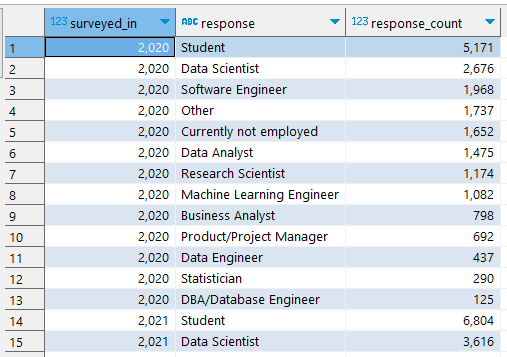 123 surveyed_in ABC response 123 response_count
1 2,020 Student 5,171
2 2,020 Data Scientist 2,676
3 2,020 Software Engineer 1,968
4 2,020 Other 1,737
5 2,020 Currently not employed 1,652
6 2,020 Data Analyst 1,475
7 2,020 Research Scientist 1,174
8 2,020 Machine Learning Engineer 1,082
9 2,020 Business Analyst 798
10 2,020 Product/Project Manager 692
11 2,020 Data Engineer 437
12 2,020 Statistician 290
13 2,020 DBA/Database Engineer 125
14 2,021 Student 6,804
15 2,021 Data Scientist 3,616